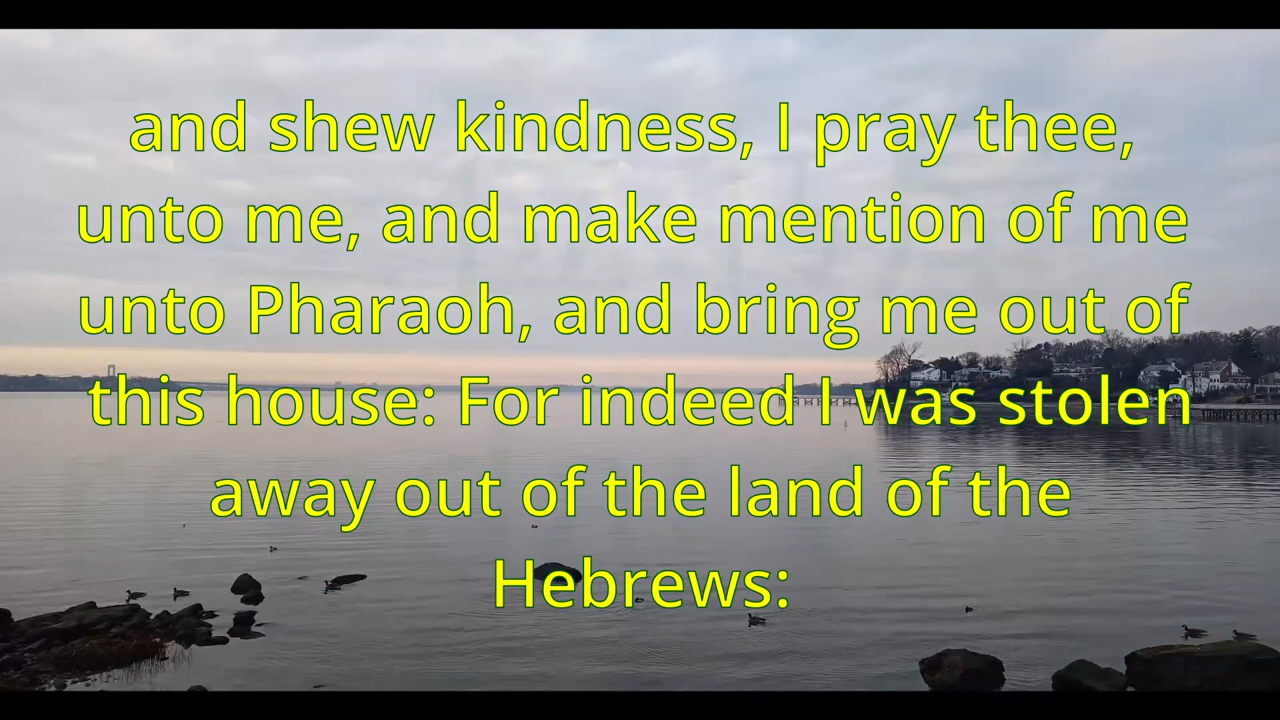 and shew kindness, I pray thee,
unto me, and make mention of me
unto Pharaoh, and bring me out of
this house: For indeed I was stolen
away out of the land of the
Hebrews: